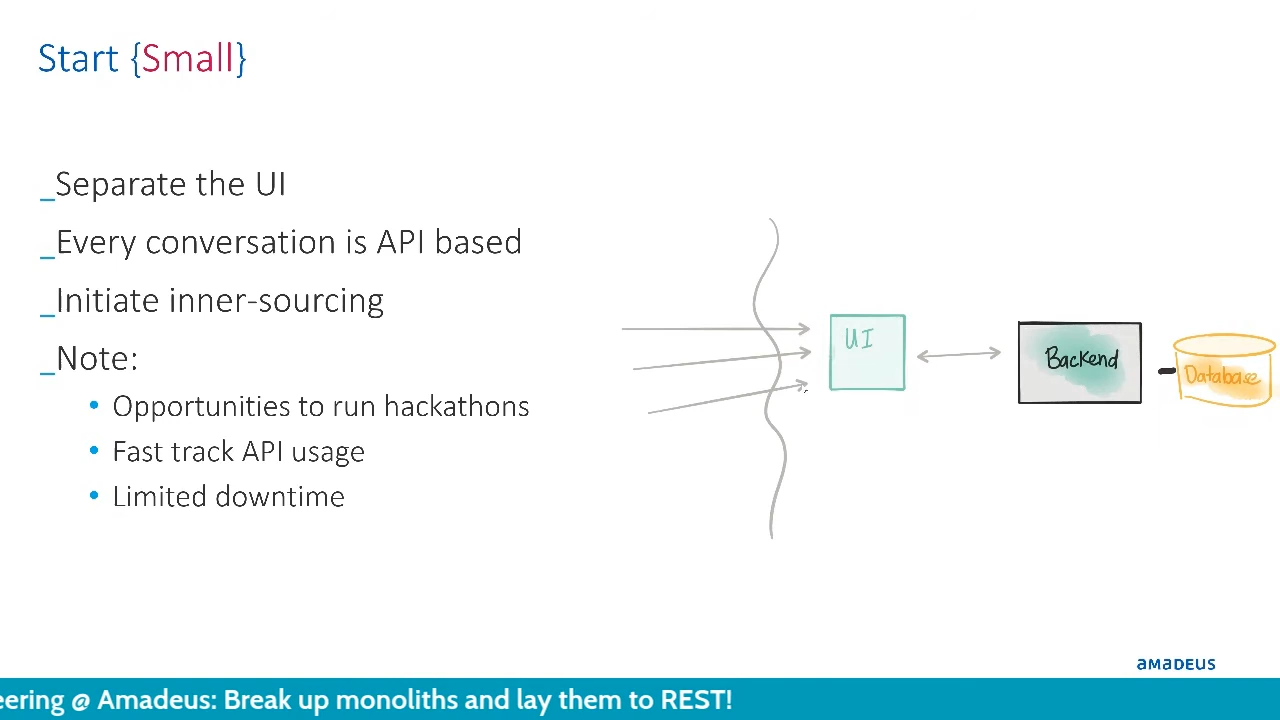 Start {Small}
_Separate the UI
_Every conversation is API based
_Initiate inner-sourcing
_Note:
• Opportunities to run hackathons
• Fast track API usage
• Limited downtime
UI
Backend
Database
amadeus
eering @ Amadeus: Break up monoliths and lay them to REST!